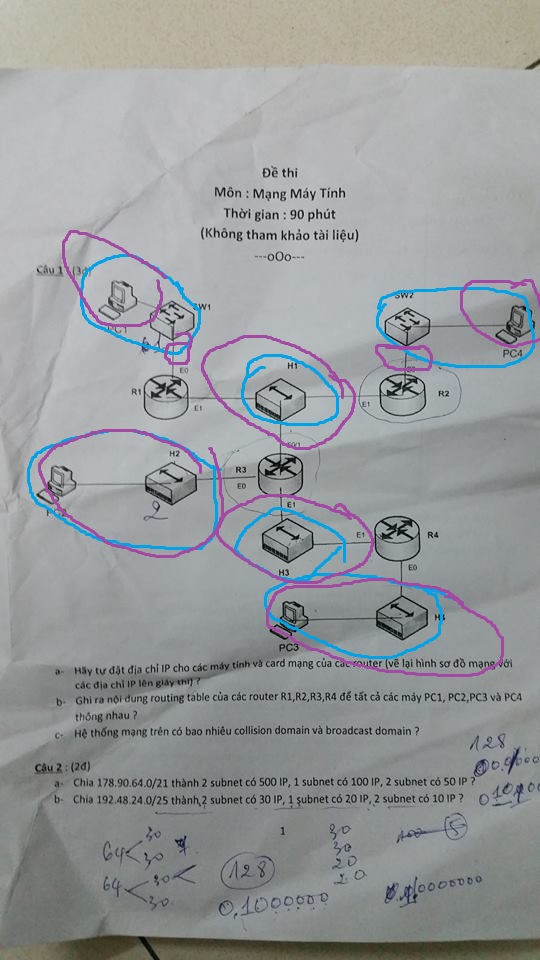 Đề thi
Môn : Mạng Máy Tính
Thời gian : 90 phút
(Không tham khảo tài liệu)
---oOo---
Câu 1 : (3đ)
PC1
SW1
SW2
PC4
E0
H1
R1
E1
E1
R2
H2
E0/1
R3
E0
2
E1
E1
R4
H3
E0
PC3
H4
a- Hãy tự đặt địa chỉ IP cho các máy tính và card mạng của các router (vẽ lại hình sơ đồ mạng với
các địa chỉ IP lên giấy thi) ?
b- Ghi ra nội dung routing table của các router R1,R2,R3,R4 để tất cả các máy PC1, PC2,PC3 và PC4
thông nhau ?
c- Hệ thống mạng trên có bao nhiêu collision domain và broadcast domain ?
Câu 2 : (2đ)
a- Chia 178.90.64.0/21 thành 2 subnet có 500 IP, 1 subnet có 100 IP, 2 subnet có 50 IP ?
b- Chia 192.48.24.0/25 thành 2 subnet có 30 IP, 1 subnet có 20 IP, 2 subnet có 10 IP ?
128
1
64
30
30
64
30
30
128
0,1000000
30
30
20
20
5